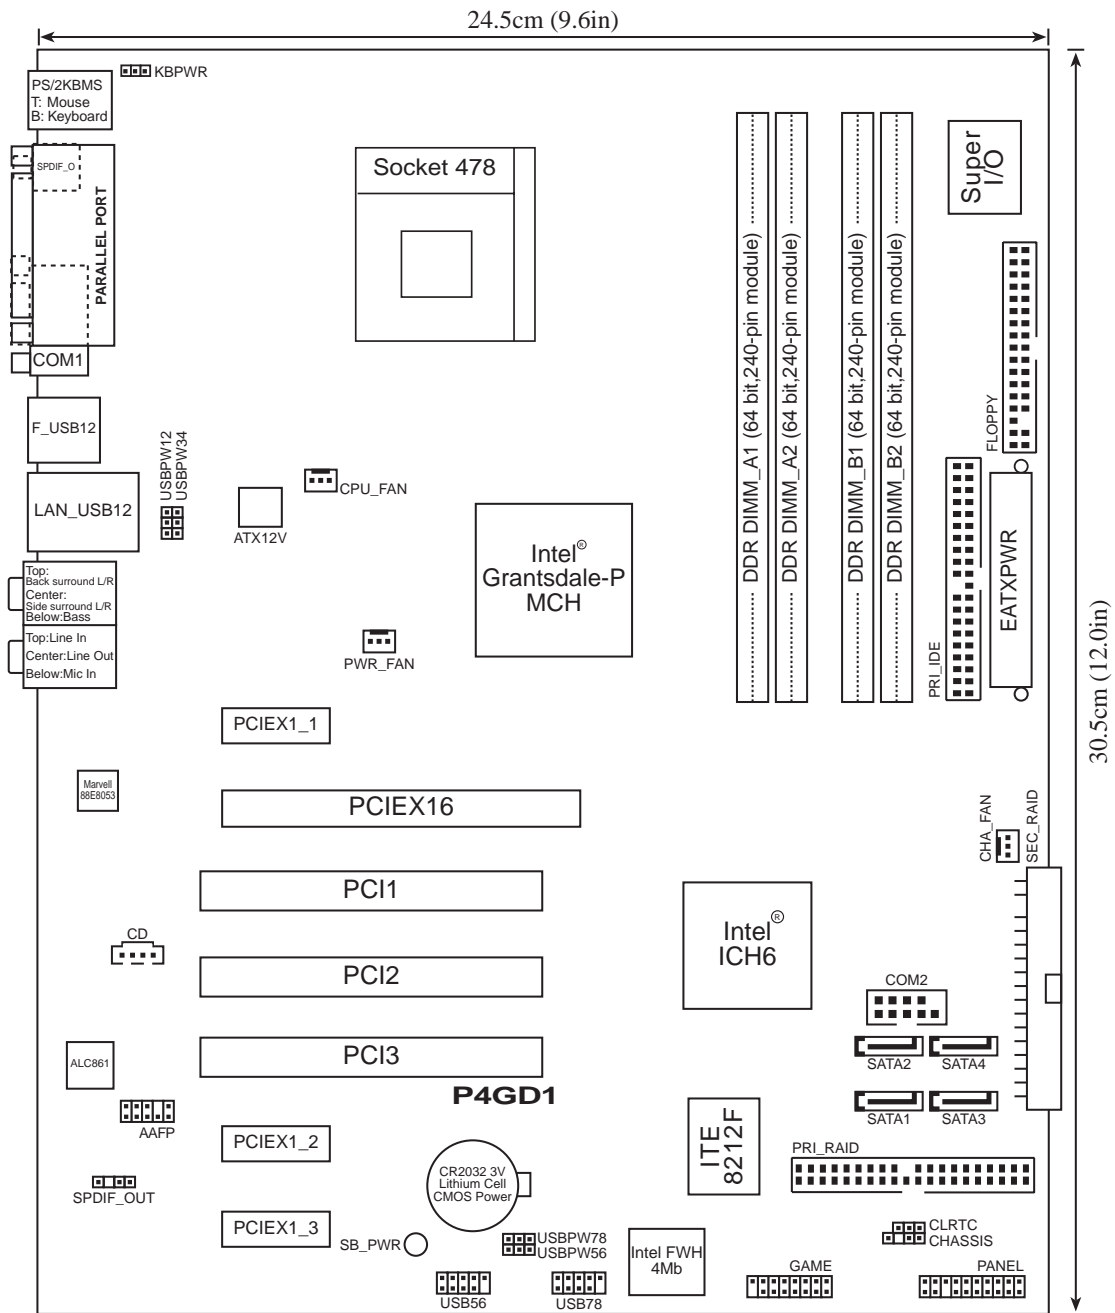 24.5cm (9.6in)
KBPWR
PS/2KBMS
T: Mouse
B: Keyboard
SPDIF_O
PARALLEL PORT
COM1
Socket 478
DDR DIMM_A1 (64 bit,240-pin module)
DDR DIMM_A2 (64 bit,240-pin module)
DDR DIMM_B1 (64 bit,240-pin module)
DDR DIMM_B2 (64 bit,240-pin module)
Super
I/O
FLOPPY
30.5cm (12.0in)
F_USB12
USBPW12
USBPW34
LAN_USB12
ATX12V
CPU_FAN
Intel®
Grantsdale-P
MCH
PRI_IDE
EATXPWR
Top:
Back surround L/R
Center:
Side surround L/R
Below:Bass
Top:Line In
Center:Line Out
Below:Mic In
PWR_FAN
PCIEX1_1
Marvell
88E8053
PCIEX16
CHA_FAN
SEC_RAID
PCI1
Intel®
ICH6
CD
PCI2
COM2
ALC861
PCI3
SATA2
SATA4
P4GD1
AAFP
SATA1
SATA3
PCIEX1_2
ITE
8212F
PRI_RAID
CR2032 3V
Lithium Cell
CMOS Power
SPDIF_OUT
PCIEX1_3
SB_PWR
USBPW78
USBPW56
Intel FWH
4Mb
CLRTC
CHASSIS
GAME
PANEL
USB56
USB78